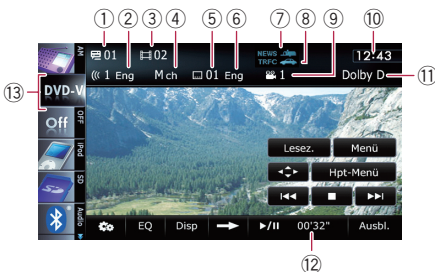 ① ② ③ ④ ⑤ ⑥ ⑦ ⑧ ⑨ ⑩
AM
01 02 NEWS 12:43
TRFC
1 Eng M ch 01 Eng 1 Dolby D ⑪
⑬ DVD-V
OFF
Off
iPod
Lesez. Menü
Hpt-Menü
SD
Audio
EQ Disp 00'32" Ausbl.
⑫